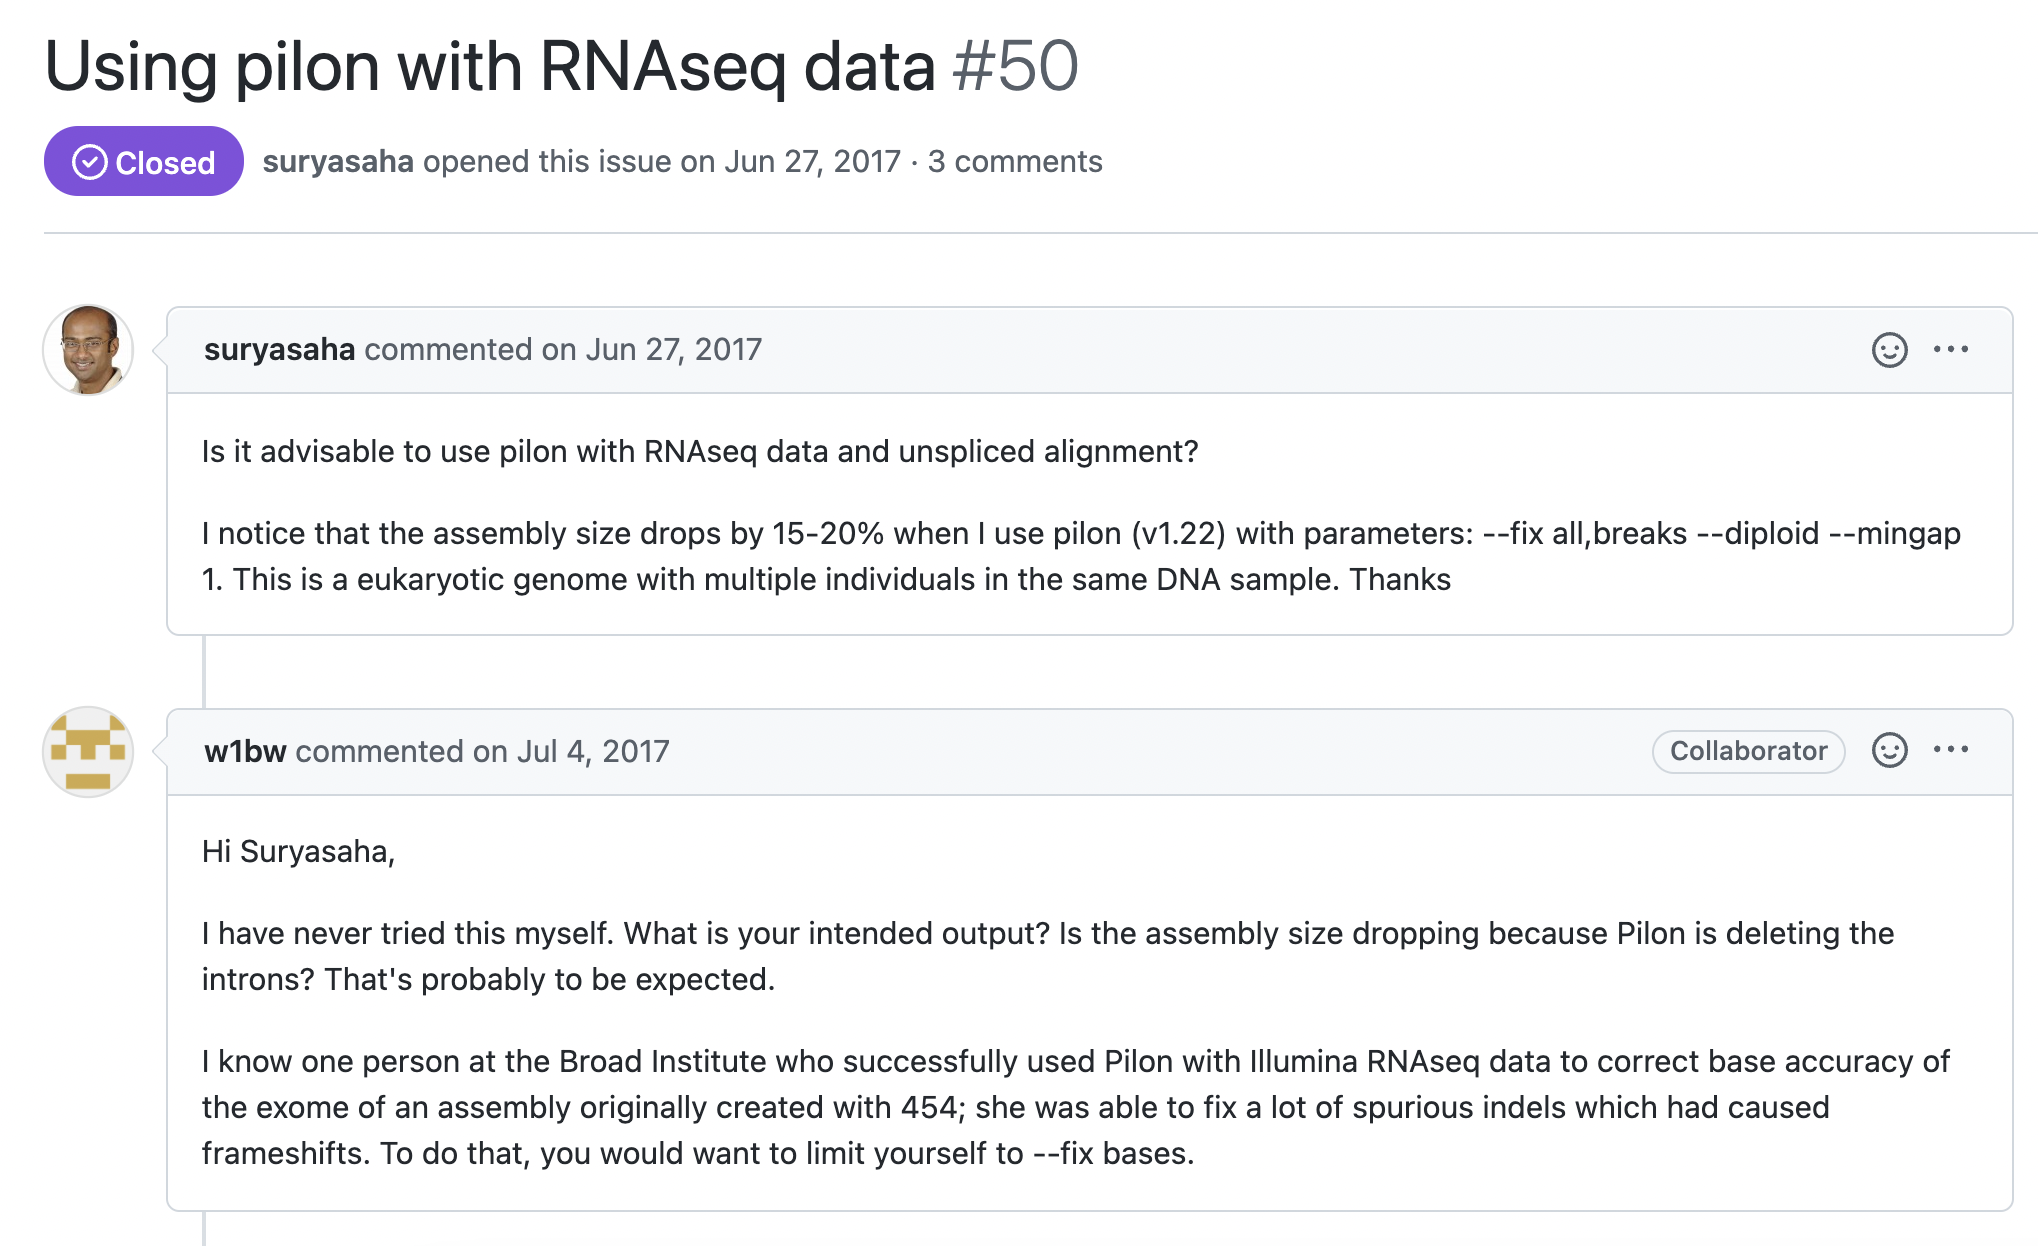 Using pilon with RNAseq data #50
Closed suryasaha opened this issue on Jun 27, 2017 · 3 comments
suryasaha commented on Jun 27, 2017
Is it advisable to use pilon with RNAseq data and unspliced alignment?
I notice that the assembly size drops by 15-20% when I use pilon (v1.22) with parameters: --fix all,breaks --diploid --mingap
1. This is a eukaryotic genome with multiple individuals in the same DNA sample. Thanks
w1bw commented on Jul 4, 2017 Collaborator
Hi Suryasaha,
I have never tried this myself. What is your intended output? Is the assembly size dropping because Pilon is deleting the
introns? That's probably to be expected.
I know one person at the Broad Institute who successfully used Pilon with Illumina RNAseq data to correct base accuracy of
the exome of an assembly originally created with 454; she was able to fix a lot of spurious indels which had caused
frameshifts. To do that, you would want to limit yourself to --fix bases.